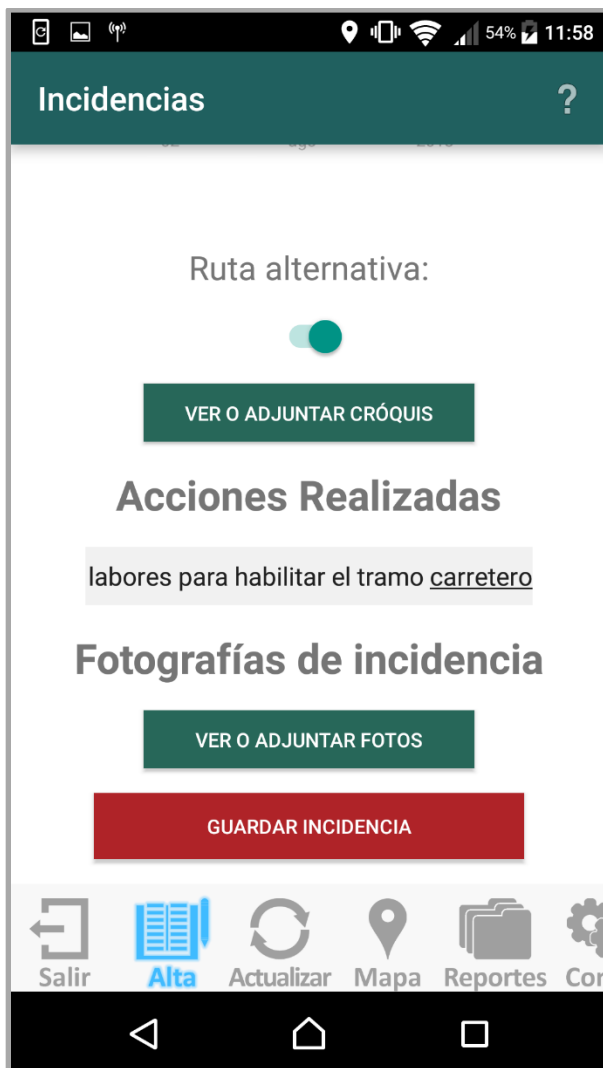 54% 11:58
Incidencias ?
Ruta alternativa:
VER O ADJUNTAR CRÓQUIS
Acciones Realizadas
labores para habilitar el tramo carretero
Fotografías de incidencia
VER O ADJUNTAR FOTOS
GUARDAR INCIDENCIA
Salir Alta Actualizar Mapa Reportes Con